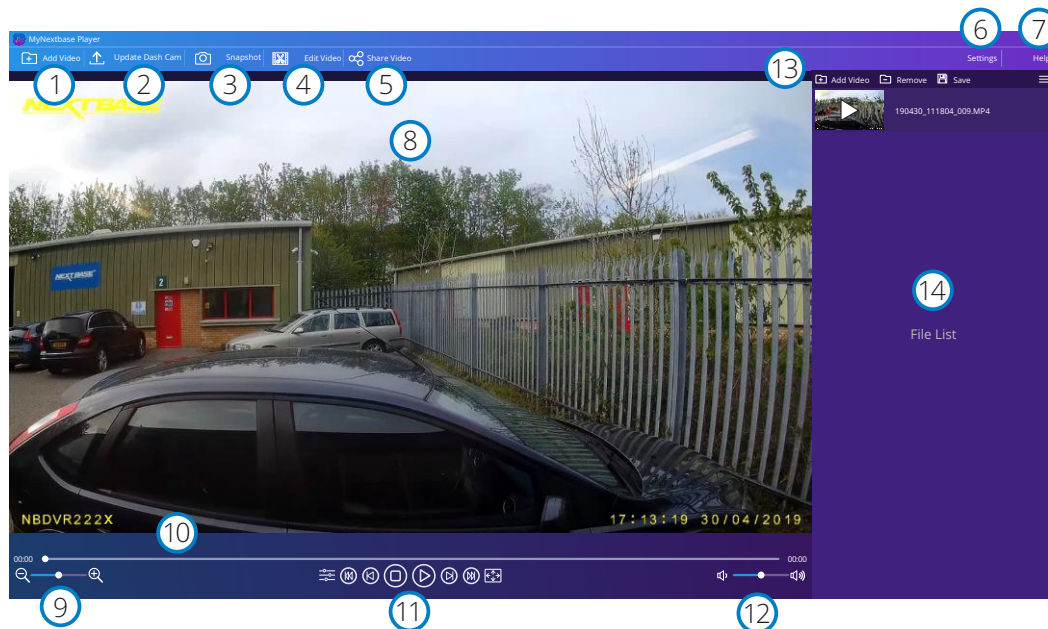 MyNextbase Player
Add Video
Update Dash Cam
Snapshot
Edit Video
Share Video
Settings
Help
1
2
3
4
5
6
7
13
Add Video
Remove
Save
190430_111804_009.MP4
NEXTBASE
8
NEXTBASE
2
14
File List
NBDVR222X
17:13:19 30/04/2019
10
00:00
00:00
9
11
12